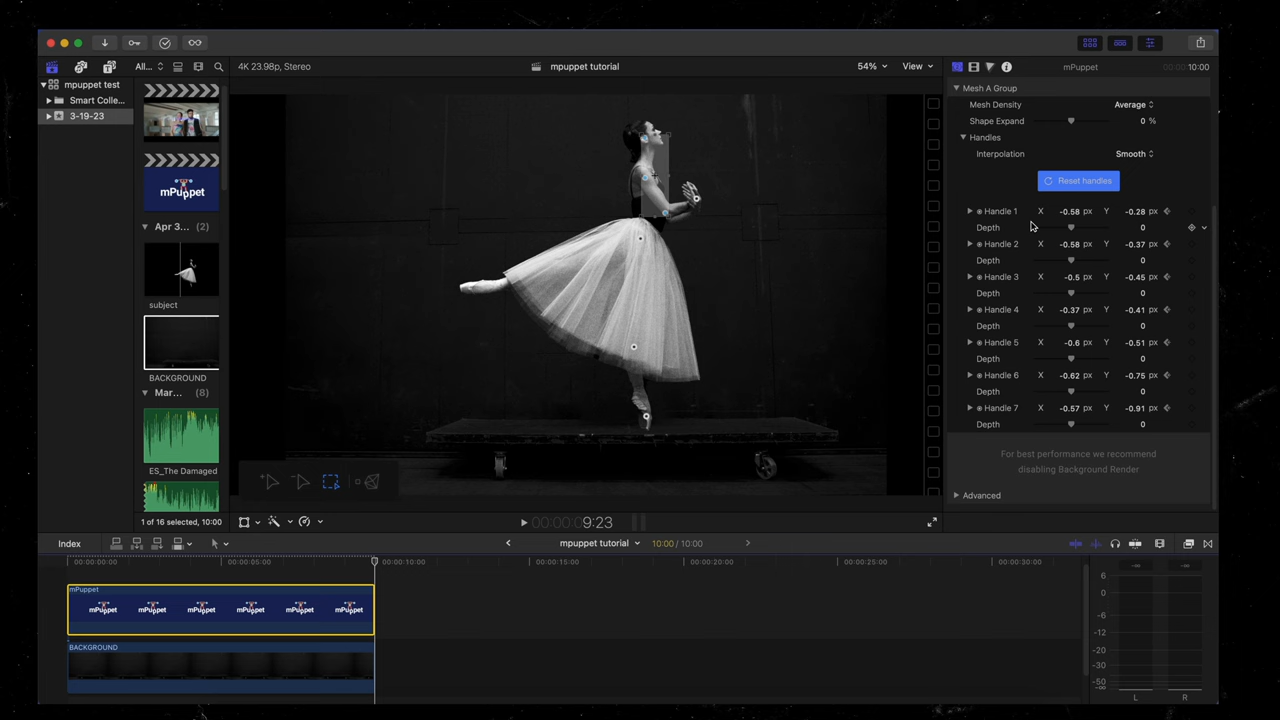 All...
4K 23.98p, Stereo
mpuppet tutorial
54%
View
mPuppet
00:00:10:00
mpuppet test
Smart Colle...
3-19-23
mPuppet
Apr 3... (2)
subject
BACKGROUND
Mar... (8)
ES_The Damaged
1 of 16 selected, 10:00
Mesh A Group
Mesh Density Average
Shape Expand 0 %
Handles
Interpolation Smooth
Reset handles
Handle 1 X -0.58 px Y -0.28 px
Depth 0
Handle 2 X -0.58 px Y -0.37 px
Depth 0
Handle 3 X -0.5 px Y -0.45 px
Depth 0
Handle 4 X -0.37 px Y -0.41 px
Depth 0
Handle 5 X -0.6 px Y -0.51 px
Depth 0
Handle 6 X -0.62 px Y -0.75 px
Depth 0
Handle 7 X -0.57 px Y -0.91 px
Depth 0
For best performance we recommend
disabling Background Render
Advanced
00:00:09:23
Index
mpuppet tutorial
10:00 / 10:00
00:00:00:00 00:00:05:00 00:00:10:00 00:00:15:00 00:00:20:00 00:00:25:00 00:00:30:00
mPuppet
mPuppet mPuppet mPuppet mPuppet mPuppet mPuppet
BACKGROUND
6
0
-6
-12
-20
-30
-50
-∞
L R